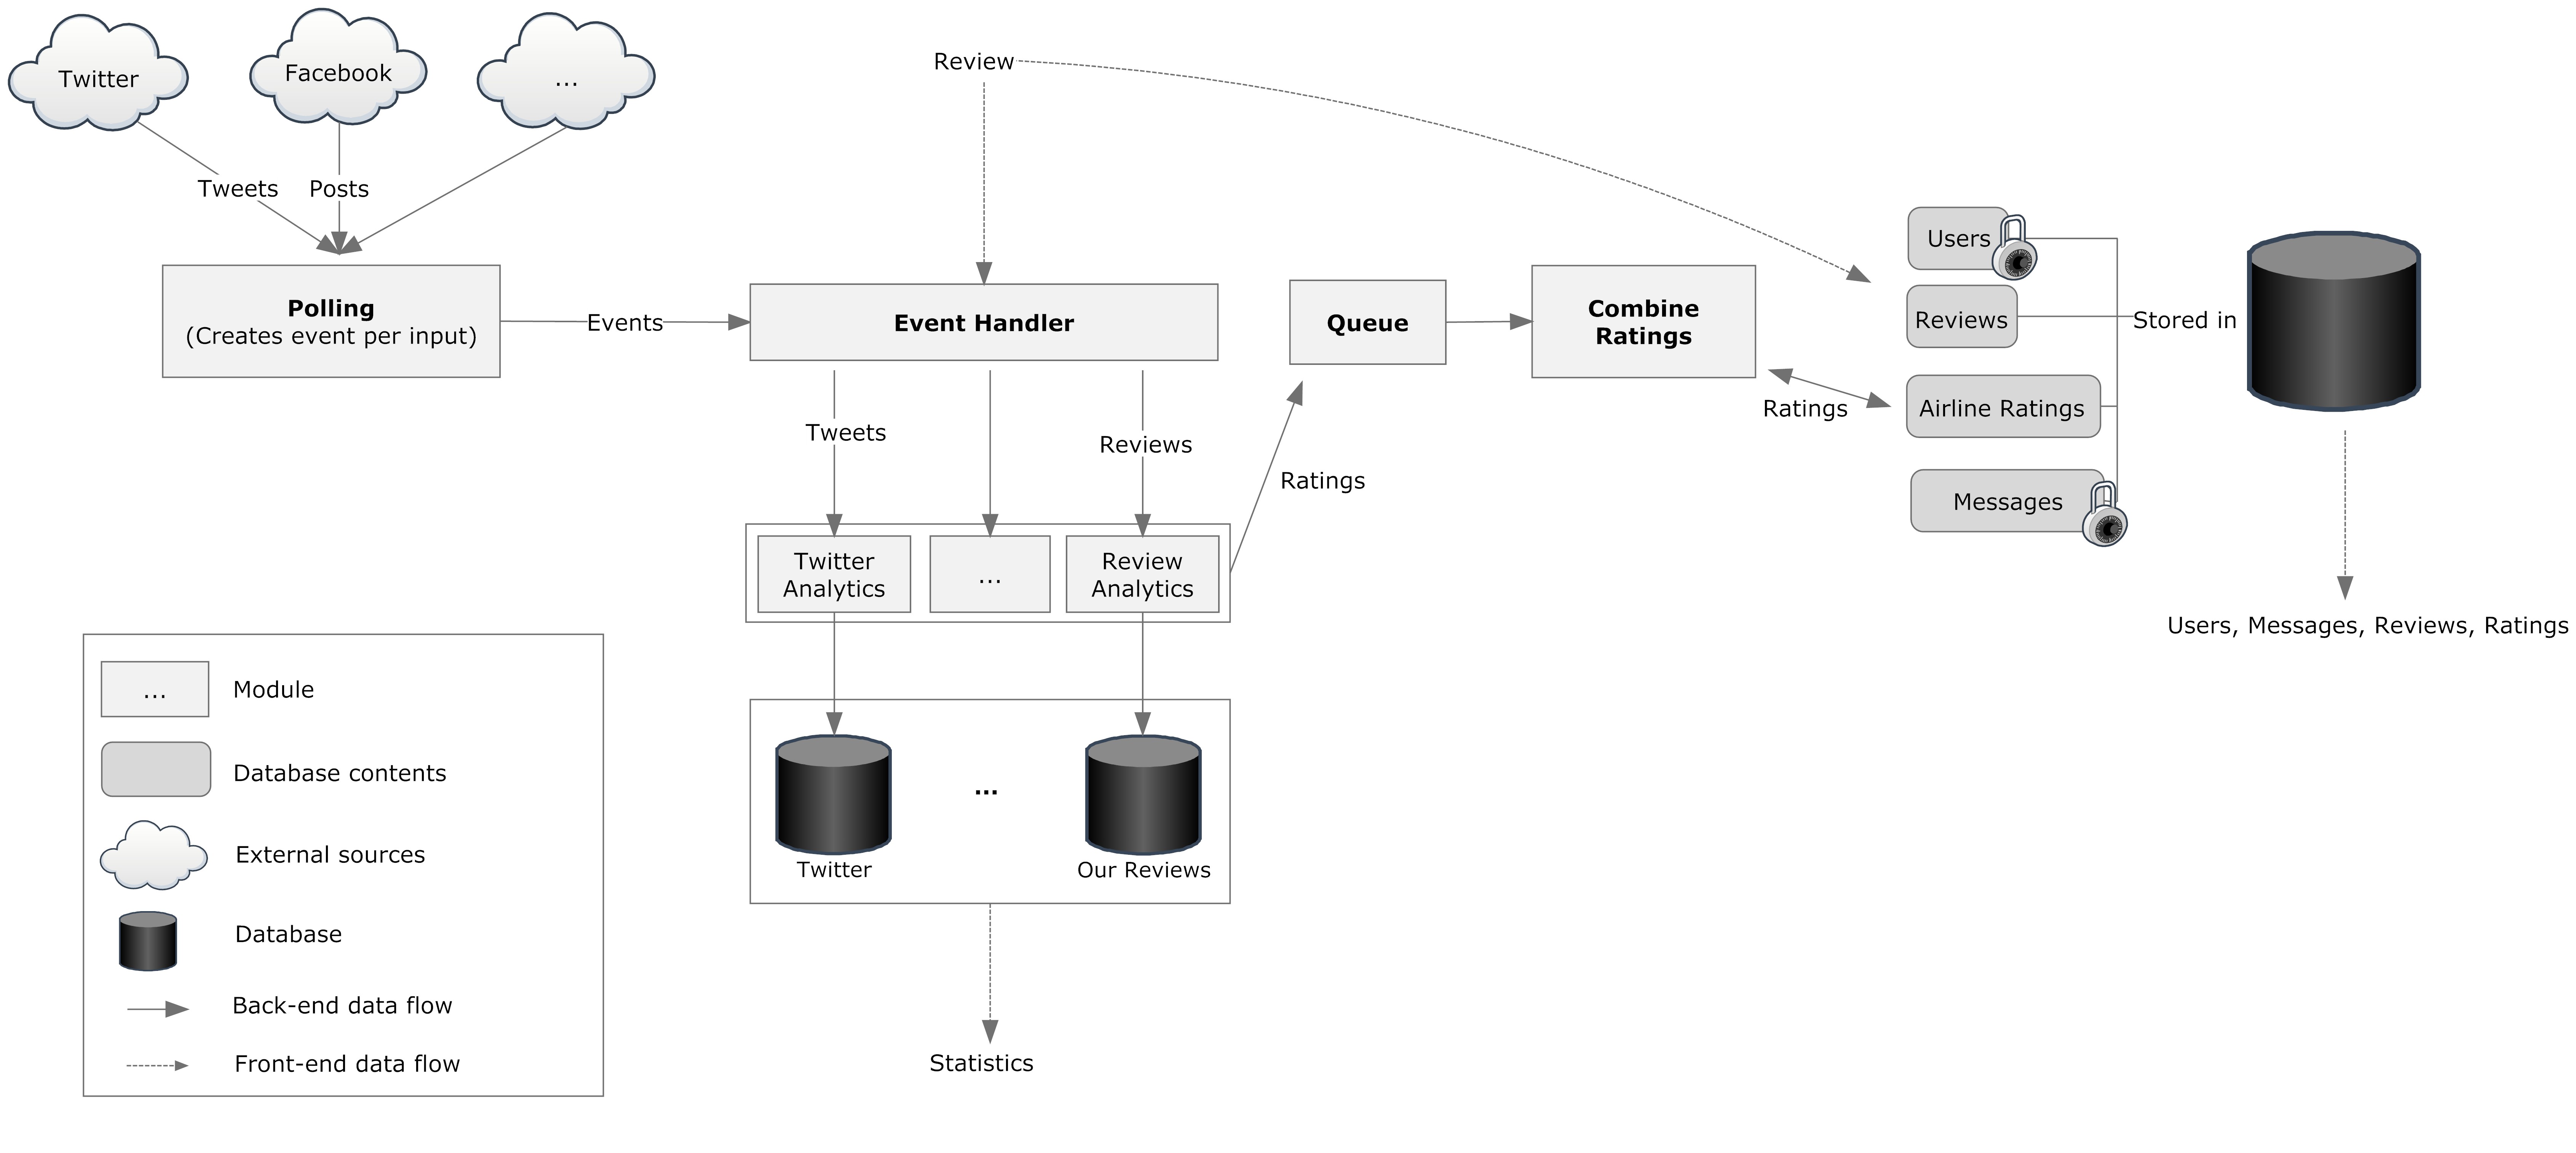 Twitter
Facebook
...
Review
Tweets
Posts
Polling
(Creates event per input)
Events
Event Handler
Queue
Combine
Ratings
Users
Reviews
Airline Ratings
Messages
Stored in
Ratings
Tweets
Reviews
Ratings
Twitter
Analytics
...
Review
Analytics
Users, Messages, Reviews, Ratings
...
Twitter
Our Reviews
Statistics
...
Module
Database contents
External sources
Database
Back-end data flow
Front-end data flow